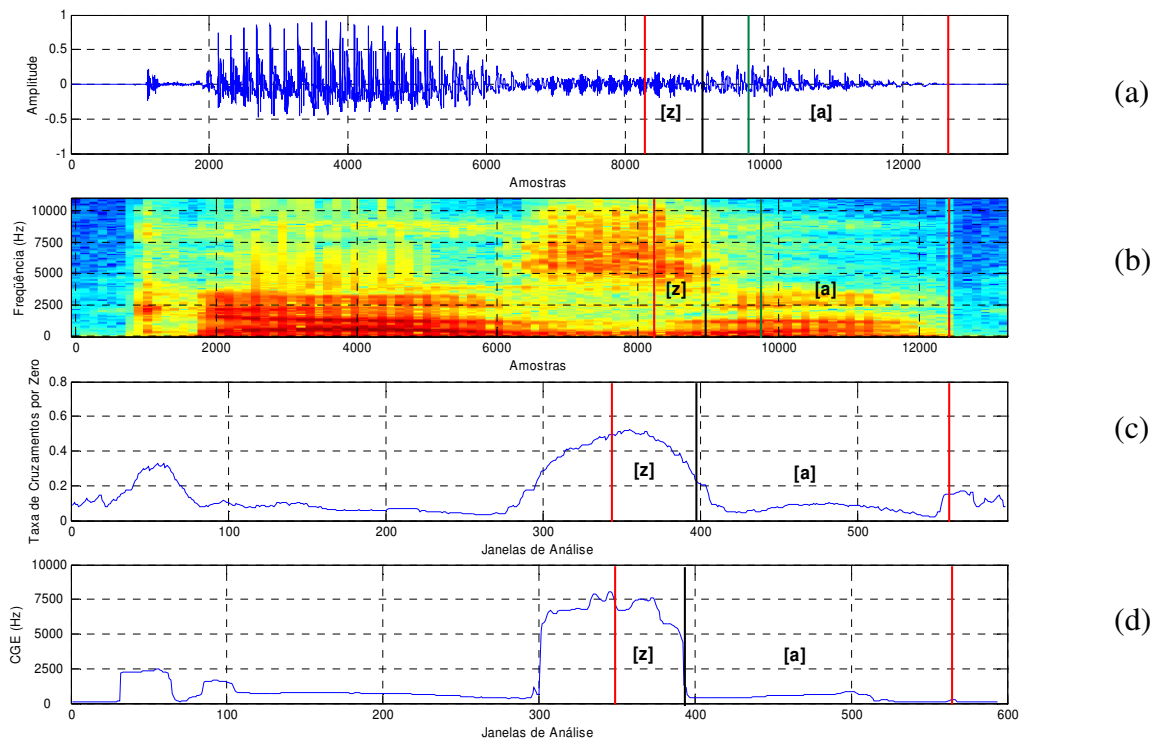 1
0.5
0
-0.5
-1
Amplitude
0 2000 4000 6000 8000 10000 12000
Amostras
[z] [a]
(a)
10000
7500
5000
2500
0
Freqüência (Hz)
2000 4000 6000 8000 10000 12000
Amostras
[z] [a]
(b)
0.8
0.6
0.4
0.2
0
Taxa de Cruzamentos por Zero
0 100 200 300 400 500
Janelas de Análise
[z] [a]
(c)
10000
7500
5000
2500
0
CGE (Hz)
0 100 200 300 400 500 600
Janelas de Análise
[z] [a]
(d)